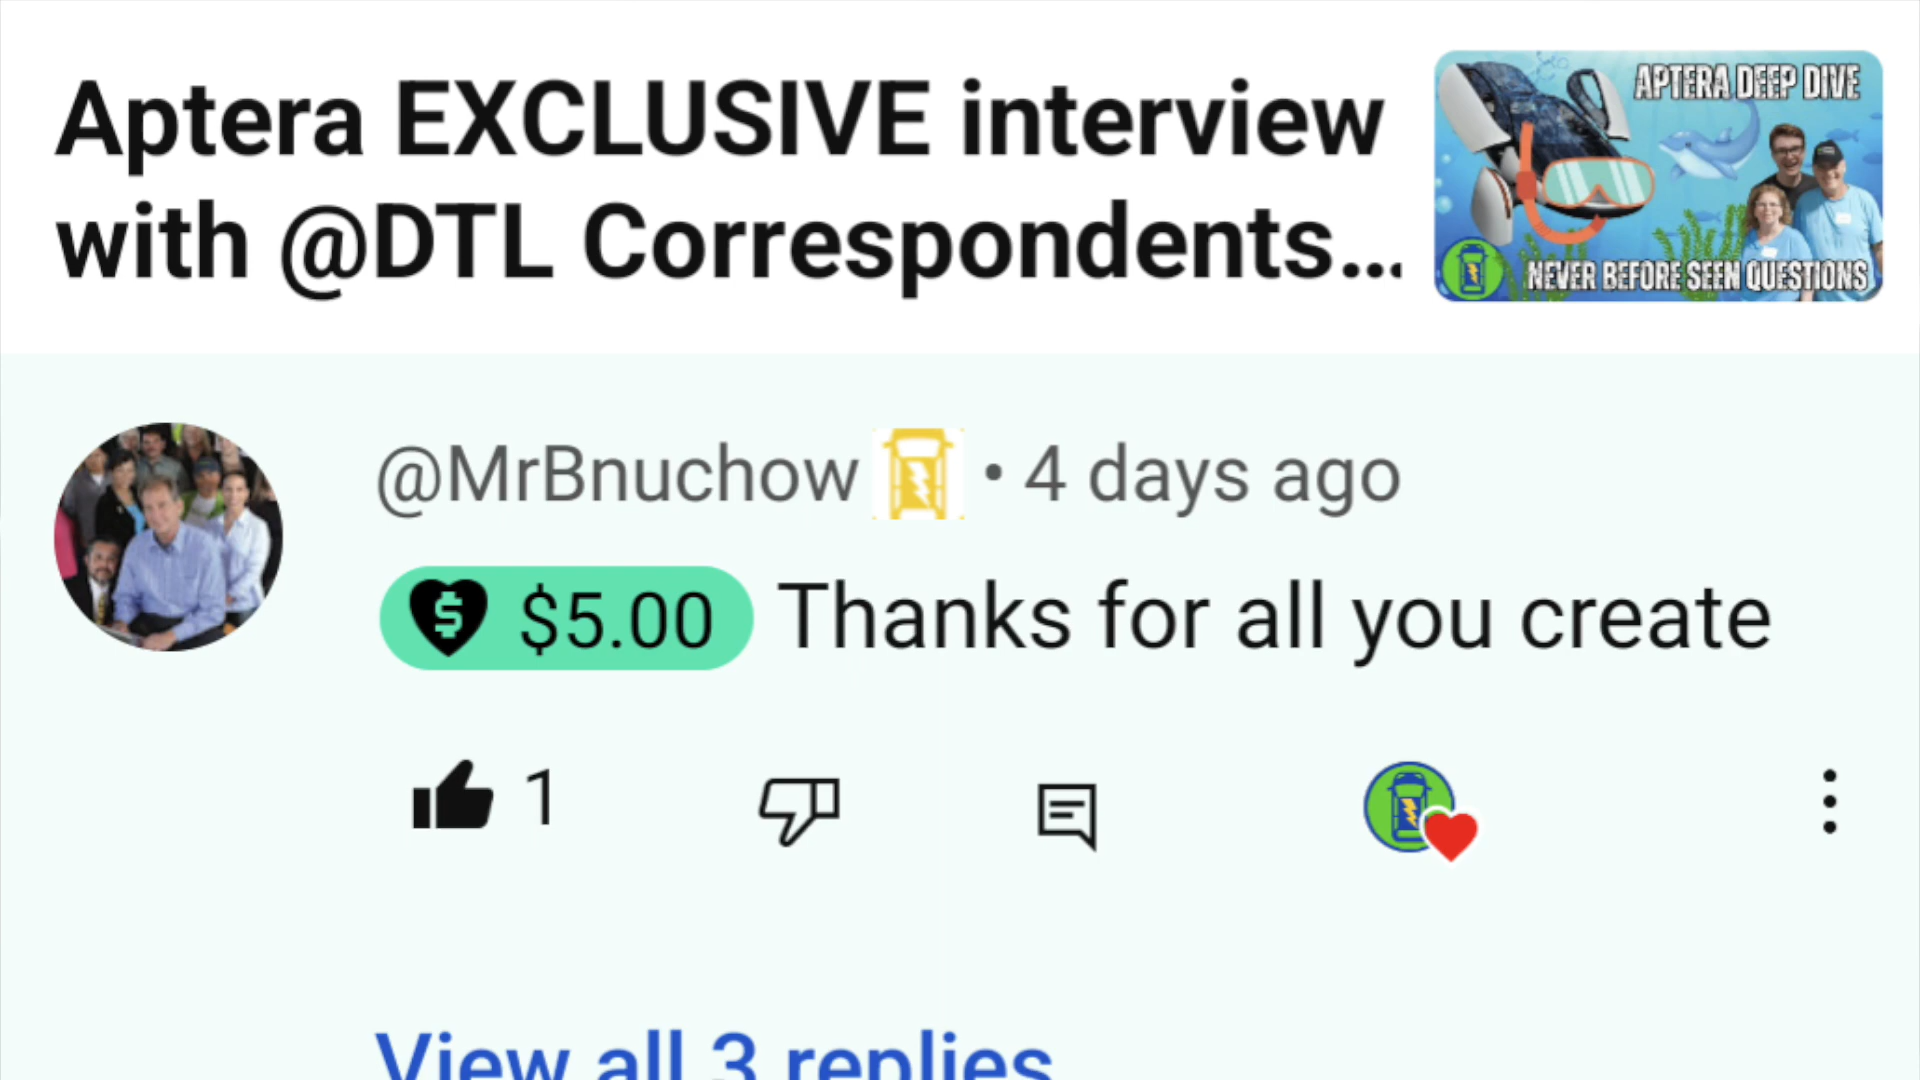 Aptera EXCLUSIVE interview
with @DTL Correspondents...
APTERA DEEP DIVE
NEVER BEFORE SEEN QUESTIONS
@MrBnuchow • 4 days ago
$5.00 Thanks for all you create
1
View all 3 replies